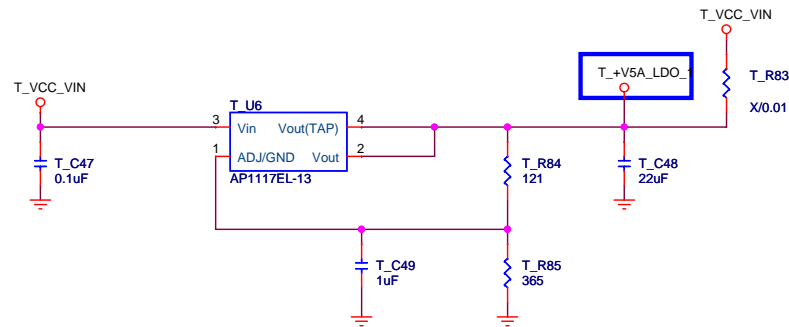 T_VCC_VIN
T_+V5A_LDO_1
T_R83
X/0.01
T_VCC_VIN
T_U6
3
Vin
Vout(TAP)
4
1
ADJ/GND
Vout
2
AP1117EL-13
T_C47
0.1uF
T_R84
121
T_C48
22uF
T_C49
1uF
T_R85
365